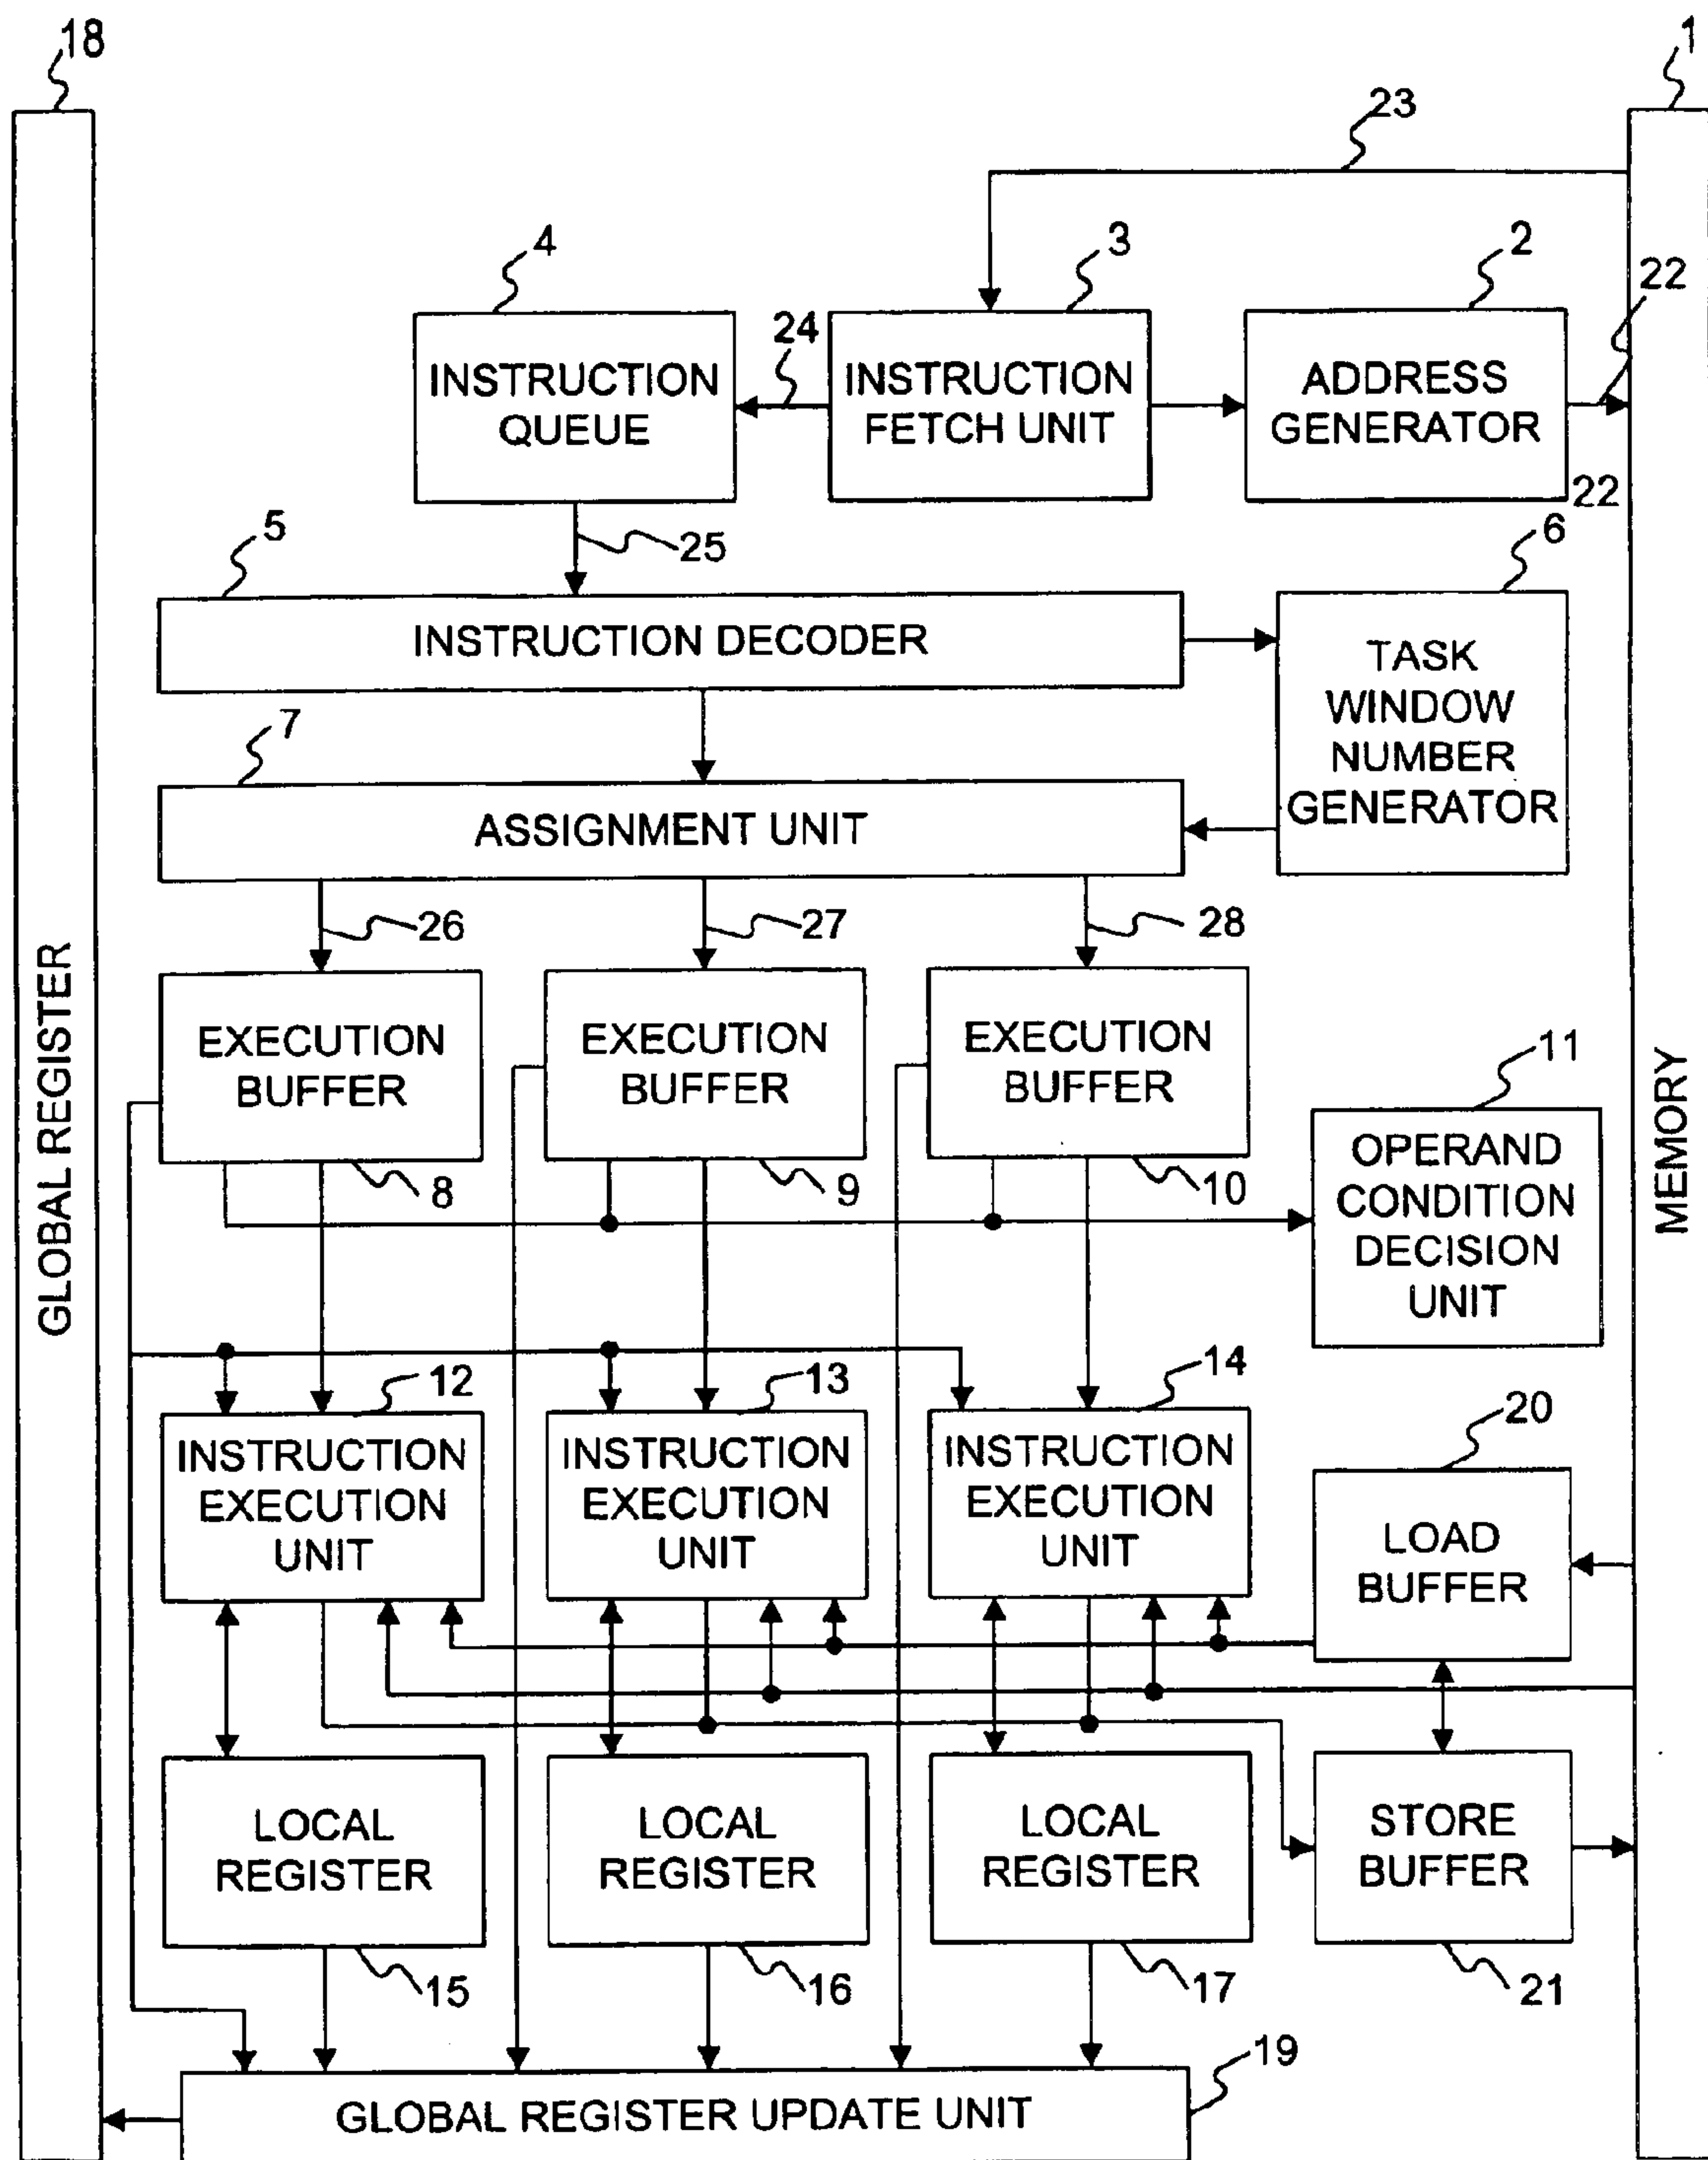 18
1
23
4
3
2
22
24
INSTRUCTION
QUEUE
INSTRUCTION
FETCH UNIT
ADDRESS
GENERATOR
22
5
25
6
INSTRUCTION DECODER
TASK
WINDOW
NUMBER
GENERATOR
7
ASSIGNMENT UNIT
26
27
28
GLOBAL REGISTER
EXECUTION
BUFFER
EXECUTION
BUFFER
EXECUTION
BUFFER
11
MEMORY
OPERAND
CONDITION
DECISION
UNIT
8
9
10
12
13
14
20
INSTRUCTION
EXECUTION
UNIT
INSTRUCTION
EXECUTION
UNIT
INSTRUCTION
EXECUTION
UNIT
LOAD
BUFFER
LOCAL
REGISTER
LOCAL
REGISTER
LOCAL
REGISTER
STORE
BUFFER
15
16
17
21
19
GLOBAL REGISTER UPDATE UNIT